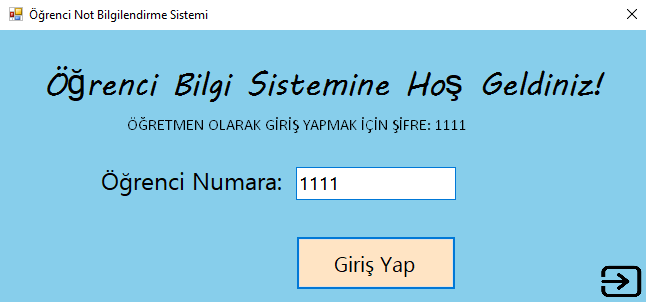 Öğrenci Not Bilgilendirme Sistemi
Öğrenci Bilgi Sistemine Hoş Geldiniz!
ÖĞRETMEN OLARAK GİRİŞ YAPMAK İÇİN ŞİFRE: 1111
Öğrenci Numara: 1111
Giriş Yap